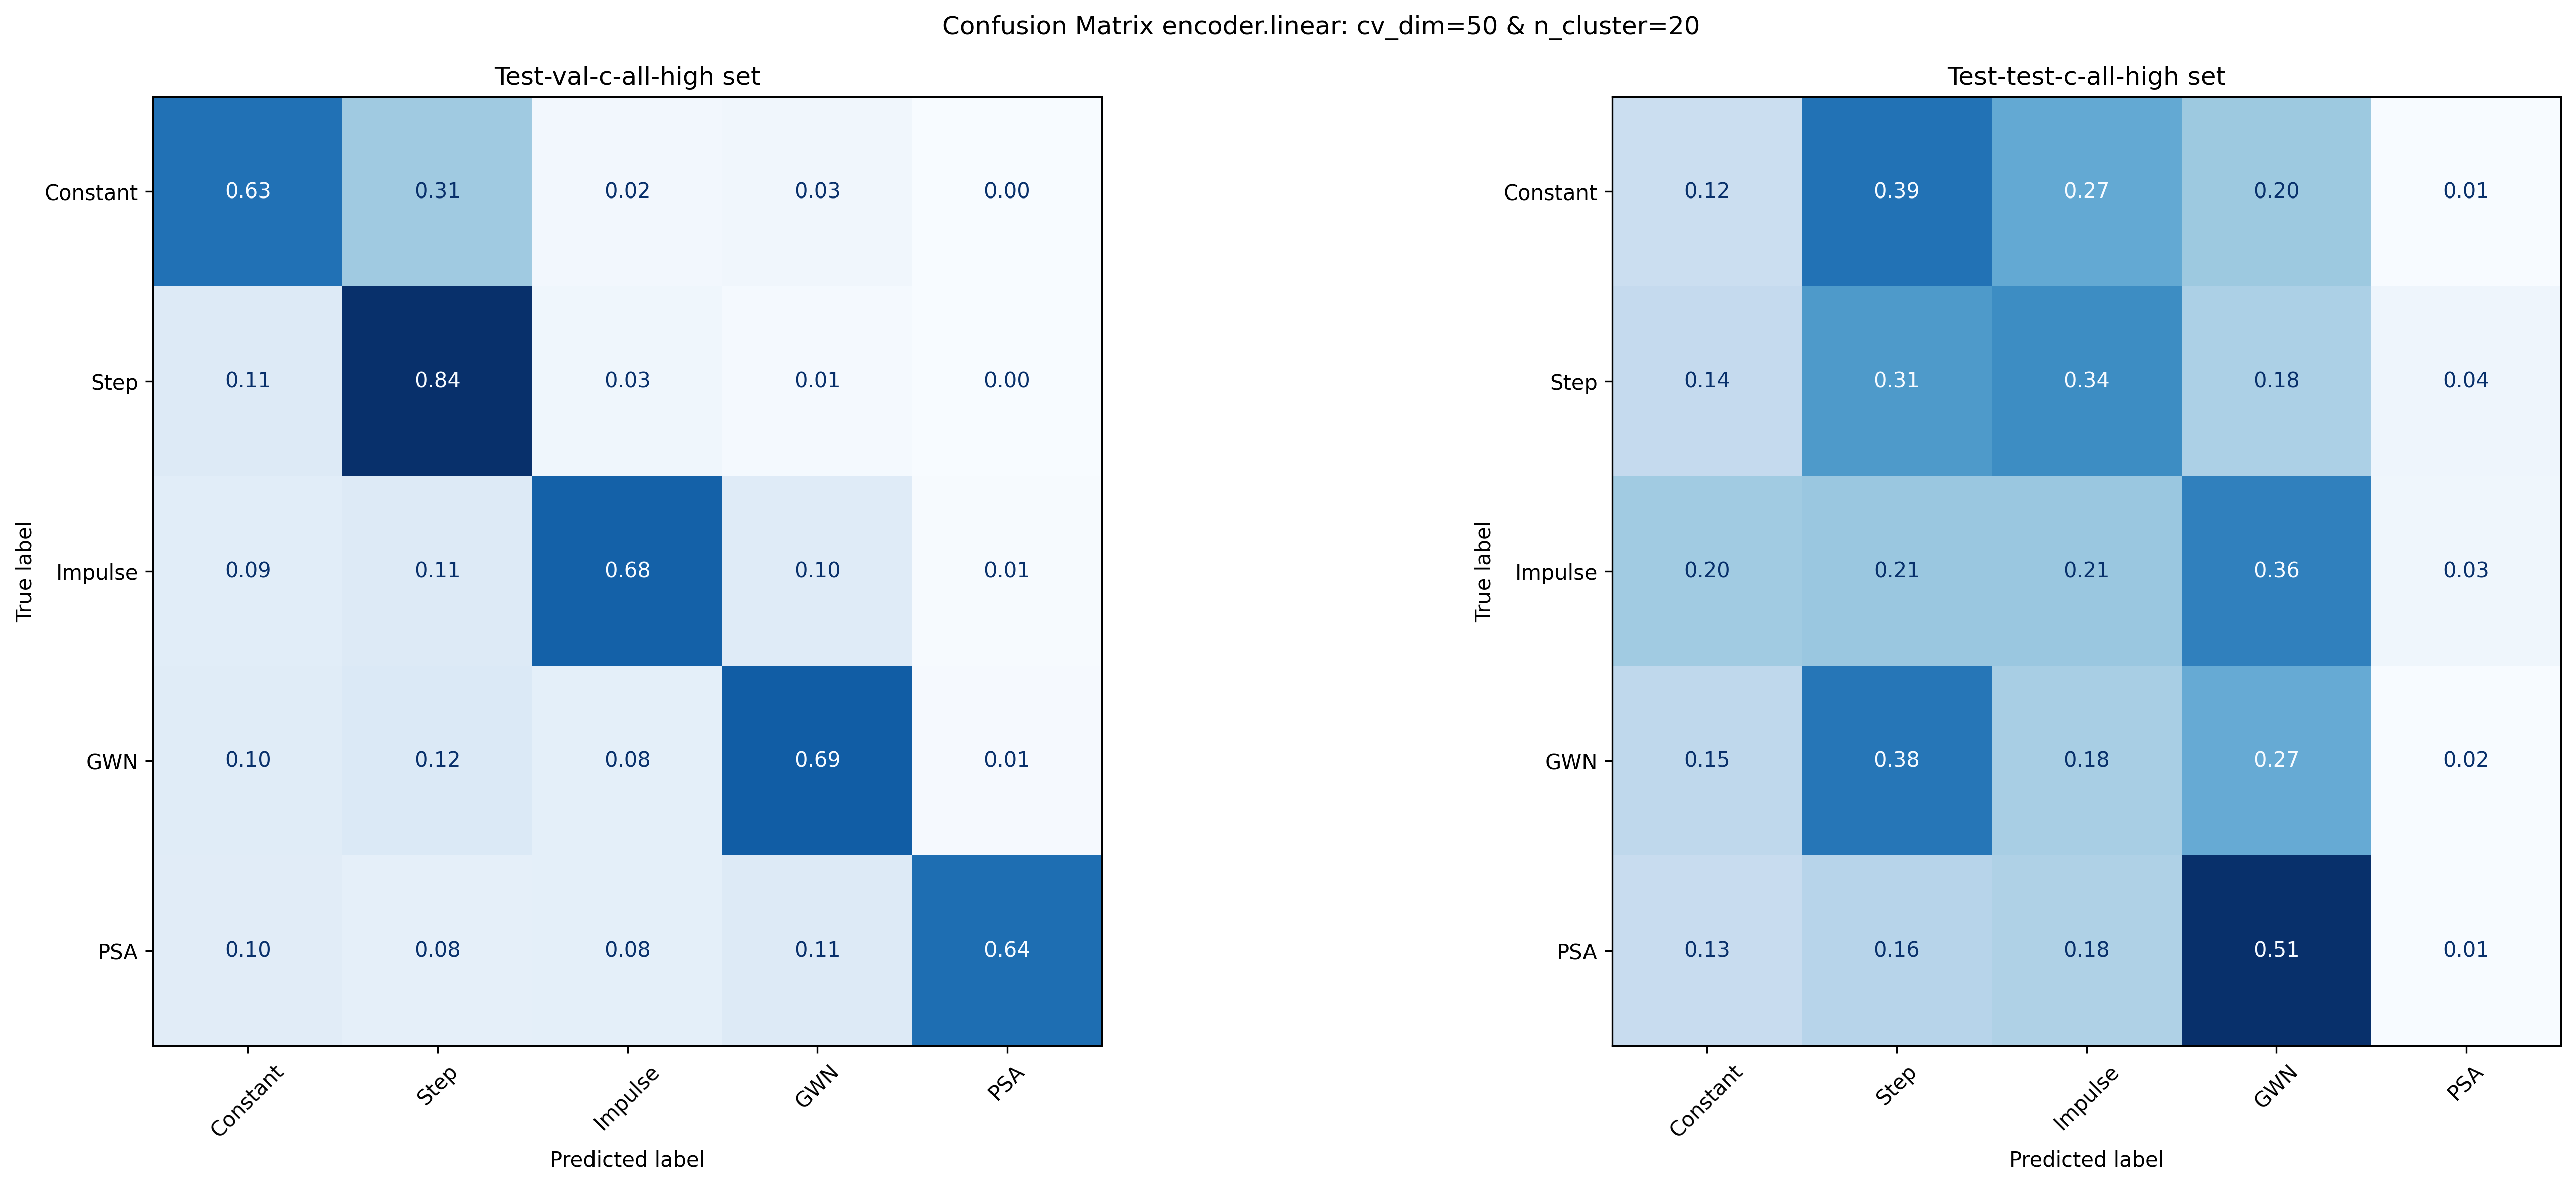 Confusion Matrix encoder.linear: cv_dim=50 & n_cluster=20
Test-val-c-all-high set
True label
Constant 0.63 0.31 0.02 0.03 0.00
Step 0.11 0.84 0.03 0.01 0.00
Impulse 0.09 0.11 0.68 0.10 0.01
GWN 0.10 0.12 0.08 0.69 0.01
PSA 0.10 0.08 0.08 0.11 0.64
Constant Step Impulse GWN PSA
Predicted label
Test-test-c-all-high set
True label
Constant 0.12 0.39 0.27 0.20 0.01
Step 0.14 0.31 0.34 0.18 0.04
Impulse 0.20 0.21 0.21 0.36 0.03
GWN 0.15 0.38 0.18 0.27 0.02
PSA 0.13 0.16 0.18 0.51 0.01
Constant Step Impulse GWN PSA
Predicted label